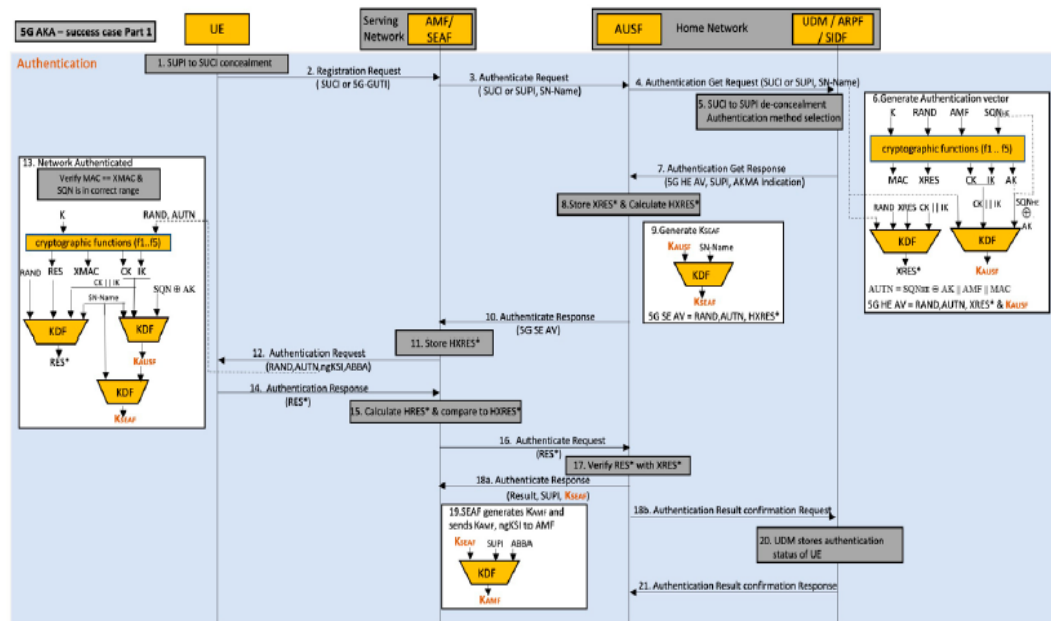 5G AKA – success case Part 1
UE
Serving
Network
AMF/
SEAF
AUSF
Home Network
UDM / ARPF
/ SIDF
Authentication
1. SUPI to SUCI concealment
2. Registration Request
( SUCI or 5G-GUTI)
3. Authenticate Request
( SUCI or SUPI, SN-Name)
4. Authentication Get Request (SUCI or SUPI, SN-Name)
5. SUCI to SUPI de-concealment
Authentication method selection
6.Generate Authentication vector
K RAND AMF SQNHE
cryptographic functions (f1 .. f5)
MAC XRES CK IK AK
RAND XRES CK || IK
CK || IK
SQNHE
⊕
AK
KDF
KDF
XRES*
KAUSF
AUTN = SQNHE ⊕ AK || AMF || MAC
5G HE AV = RAND,AUTN, XRES* & KAUSF
7. Authentication Get Response
(5G HE AV, SUPI, AKMA Indication)
8.Store XRES* & Calculate HXRES*
9.Generate KSEAF
KAUSF SN-Name
KDF
KSEAF
5G SE AV = RAND,AUTN, HXRES*
10. Authenticate Response
(5G SE AV)
11. Store HXRES*
12. Authentication Request
(RAND,AUTN,ngKSI,ABBA)
13. Network Authenticated
Verify MAC == XMAC &
SQN is in correct range
K
RAND, AUTN
cryptographic functions (f1..f5)
RAND RES XMAC CK IK
CK || IK
SQN ⊕ AK
SN-Name
KDF
KDF
RES*
KAUSF
KDF
KSEAF
14. Authentication Response
(RES*)
15. Calculate HRES* & compare to HXRES*
16. Authenticate Request
(RES*)
17. Verify RES* with XRES*
18a. Authenticate Response
(Result, SUPI, KSEAF)
18b. Authentication Result confirmation Request
19.SEAF generates KAMF and
sends KAMF, ngKSI to AMF
KSEAF SUPI ABBA
KDF
KAMF
20. UDM stores authentication
status of UE
21. Authentication Result confirmation Response